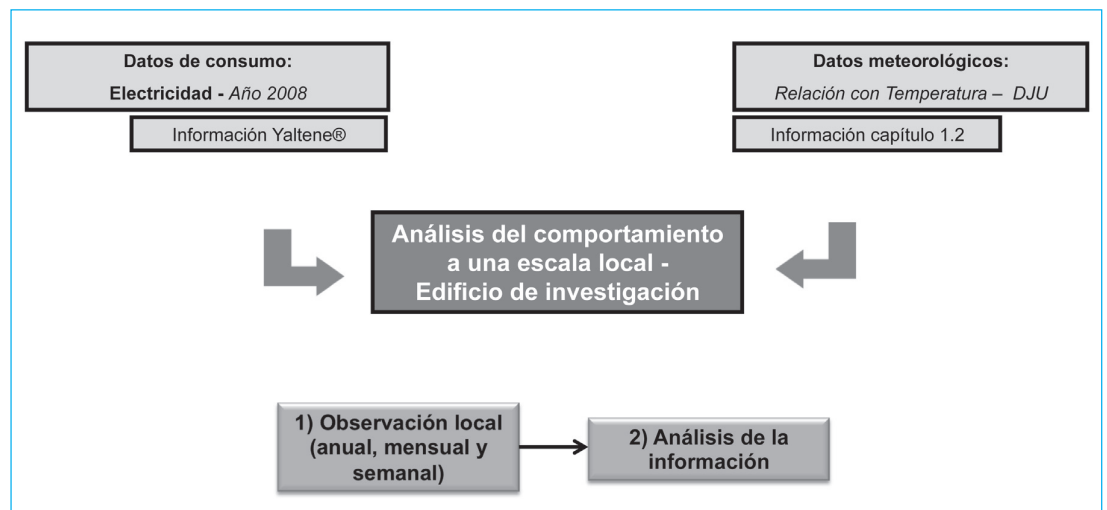 Datos de consumo:
Electricidad - Año 2008
Información Yaltene®
Datos meteorológicos:
Relación con Temperatura – DJU
Información capítulo 1.2
Análisis del comportamiento
a una escala local -
Edificio de investigación
1) Observación local
(anual, mensual y
semanal)
2) Análisis de la
información